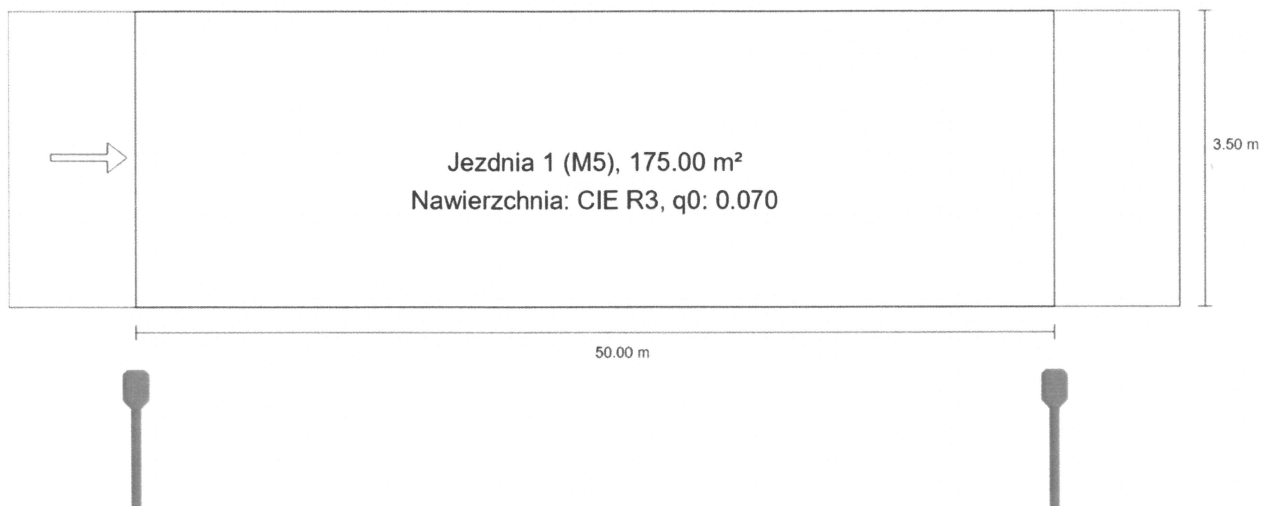 Jezdnia 1 (M5), 175.00 m²
Nawierzchnia: CIE R3, q0: 0.070
3.50 m
50.00 m